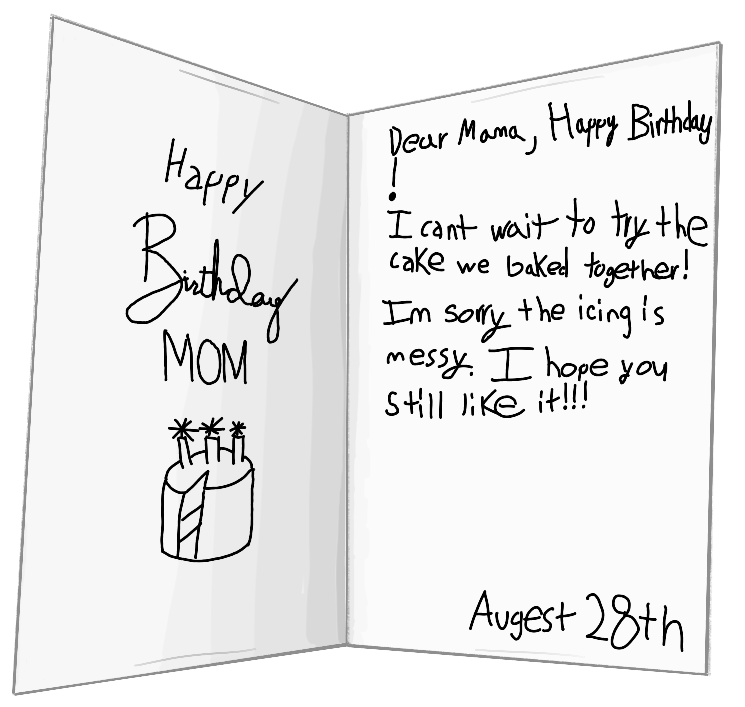 Happy
Birthday
MOM
Dear Mama, Happy Birthday
!
I cant wait to try the
cake we baked together!
Im sorry the icing is
messy. I hope you
still like it!!!
Augest 28th